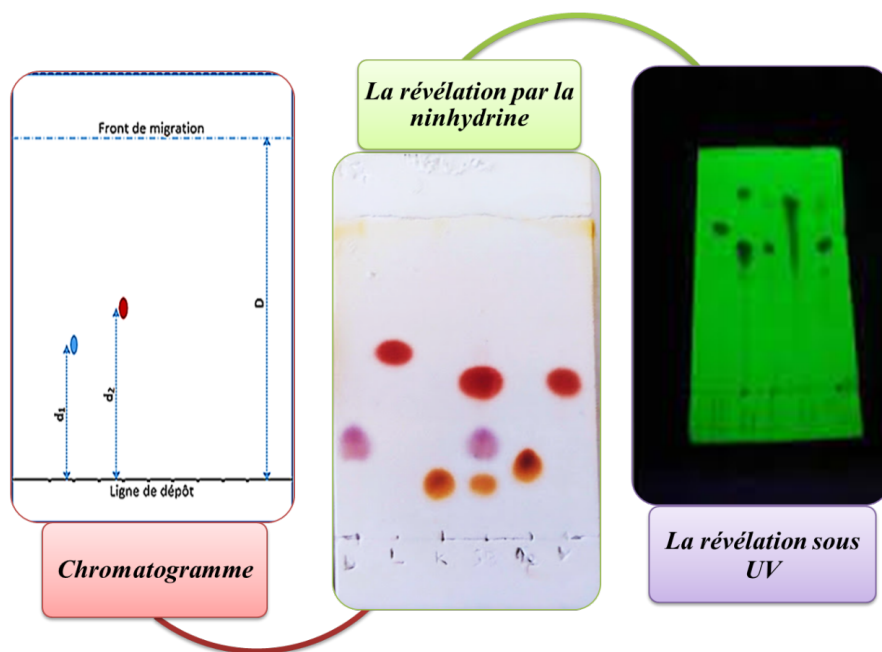 Front de migration
D
d₂
d₁
Ligne de dépôt
Chromatogramme
La révélation par la
ninhydrine
L
K
La révélation sous
UV